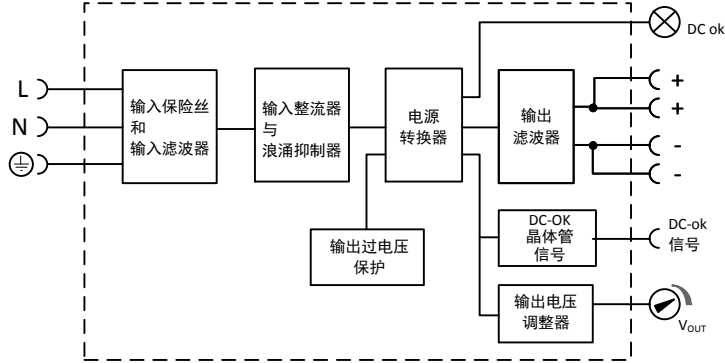 DC ok
L
N
输入保险丝
和
输入滤波器
输入整流器
与
浪涌抑制器
电源
转换器
输出
滤波器
+
+
-
-
输出过电压
保护
DC-OK
晶体管
信号
DC-ok
信号
输出电压
调整器
VOUT